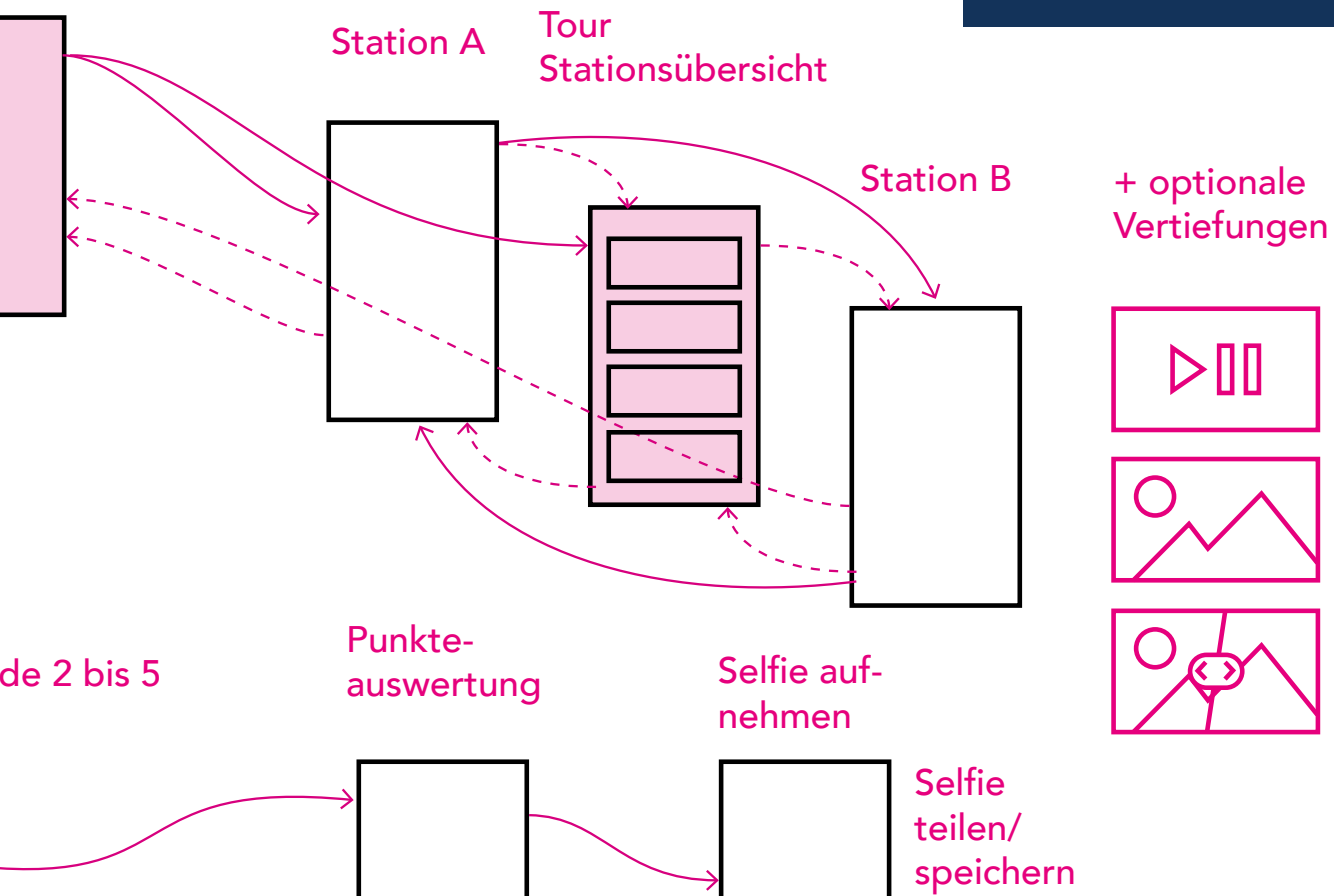 Station A
Tour
Stationsübersicht
Station B
+ optionale
Vertiefungen
de 2 bis 5
Punkte-
auswertung
Selfie auf-
nehmen
Selfie
teilen/
speichern